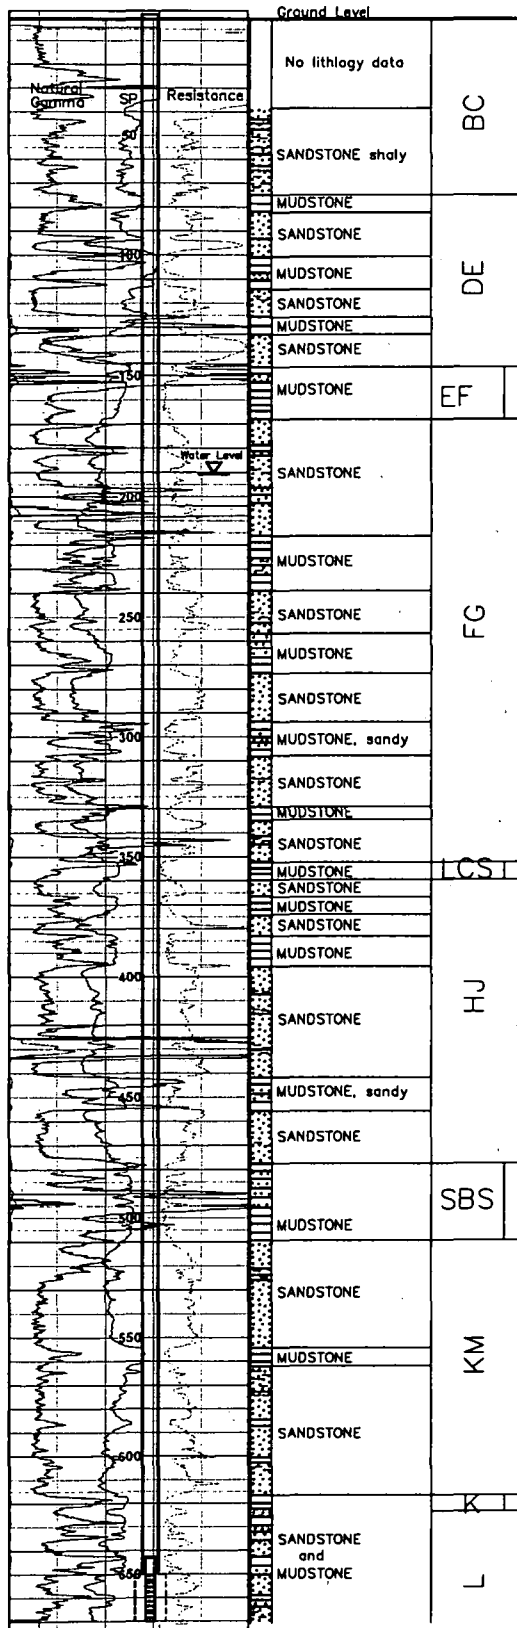 Ground Level
No lithlogy data
Natural
Gamma
SP
Resistance
BC
50
SANDSTONE shaly
MUDSTONE
SANDSTONE
100
MUDSTONE
DE
SANDSTONE
MUDSTONE
SANDSTONE
150
MUDSTONE
EF
Water Level
SANDSTONE
200
MUDSTONE
250
SANDSTONE
FG
MUDSTONE
SANDSTONE
300
MUDSTONE, sandy
SANDSTONE
MUDSTONE
SANDSTONE
350
MUDSTONE
LCS
SANDSTONE
MUDSTONE
SANDSTONE
MUDSTONE
400
HJ
SANDSTONE
450
MUDSTONE, sandy
SANDSTONE
SBS
500
MUDSTONE
SANDSTONE
550
MUDSTONE
KM
SANDSTONE
600
K
SANDSTONE
and
MUDSTONE
650
L